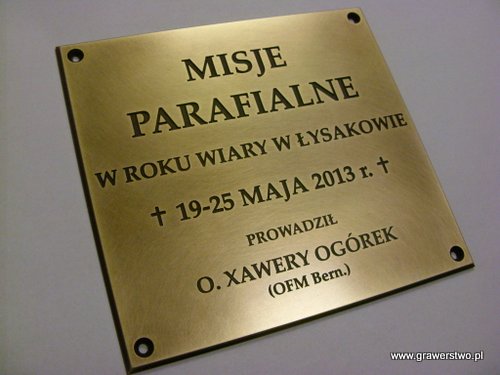 MISJE
PARAFIALNE
W ROKU WIARY W ŁYSAKOWIE
† 19-25 MAJA 2013 r. †
PROWADZIŁ
O. XAWERY OGÓREK
(OFM Bern.)
www.grawerstwo.pl